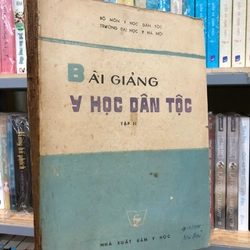 BỘ MÔN Y HỌC DÂN TỘC
TRƯỜNG ĐẠI HỌC Y HÀ NỘI
BÀI GIẢNG
Y HỌC DÂN TỘC
TẬP II
NHÀ XUẤT BẢN Y HỌC